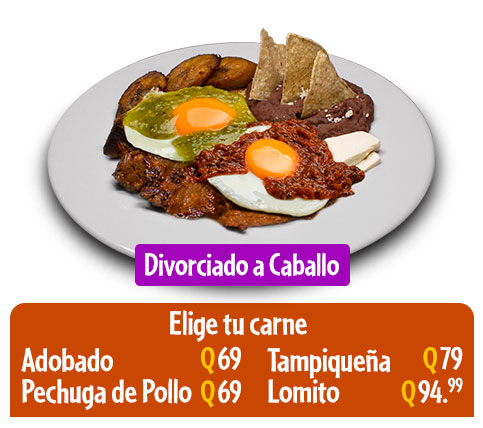 Divorciado a Caballo
Elige tu carne
Adobado Q69 Tampiqueña Q79
Pechuga de Pollo Q69 Lomito Q94.99